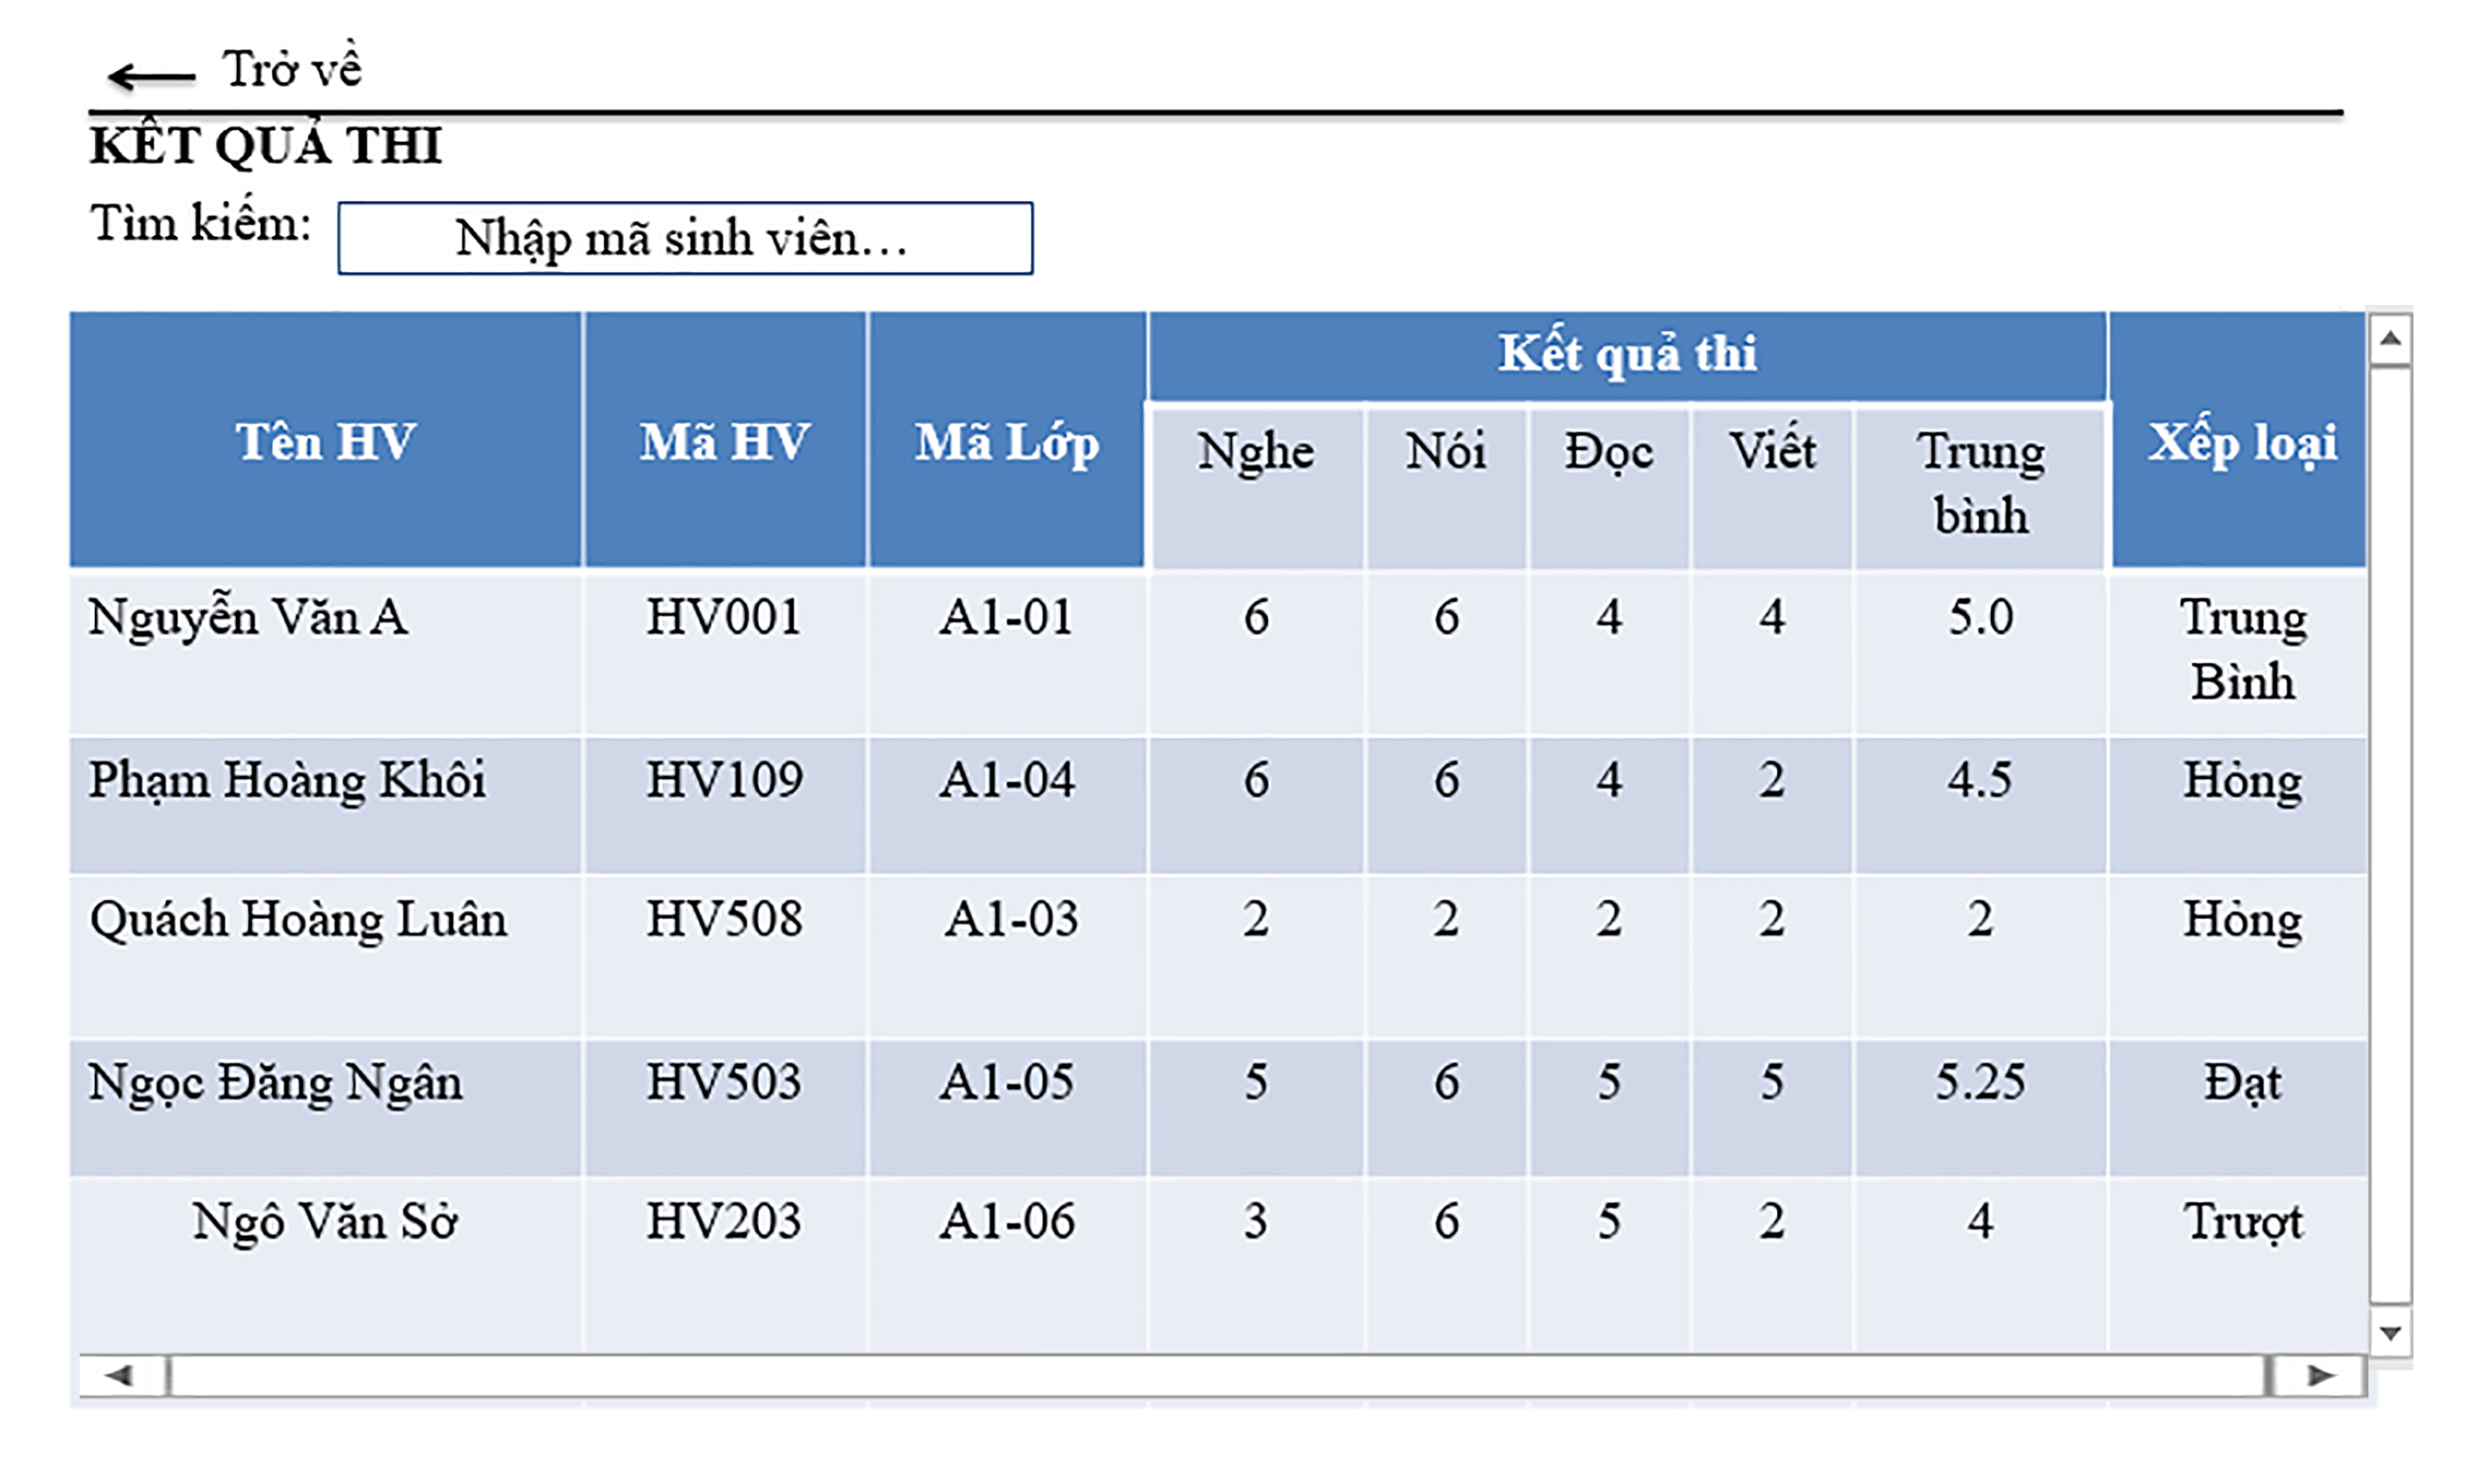 Trở về
KẾT QUẢ THI
Tìm kiếm: Nhập mã sinh viên…
Tên HV Mã HV Mã Lớp Kết quả thi Xếp loại
Nghe Nói Đọc Viết Trung bình
Nguyễn Văn A HV001 A1-01 6 6 4 4 5.0 Trung Bình
Phạm Hoàng Khôi HV109 A1-04 6 6 4 2 4.5 Hỏng
Quách Hoàng Luân HV508 A1-03 2 2 2 2 2 Hỏng
Ngọc Đăng Ngân HV503 A1-05 5 6 5 5 5.25 Đạt
Ngô Văn Sở HV203 A1-06 3 6 5 2 4 Trượt